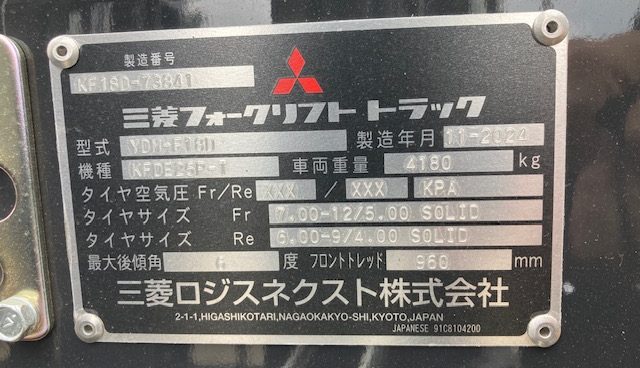 製造番号
KF18D-79841
三菱フォークリフト トラック
型式 YDN-F18D 製造年月 11-2024
機種 KFDE25P-T 車両重量 4180 kg
タイヤ空気圧 Fr/Re XXX / XXX KPA
タイヤサイズ Fr 7.00-12/5.00 SOLID
タイヤサイズ Re 6.00-9/4.00 SOLID
最大後傾角 6 度 フロントトレッド 960 mm
三菱ロジスネクスト株式会社
2-1-1,HIGASHIKOTARI,NAGAOKAKYO-SHI,KYOTO,JAPAN
JAPANESE 91C8104200